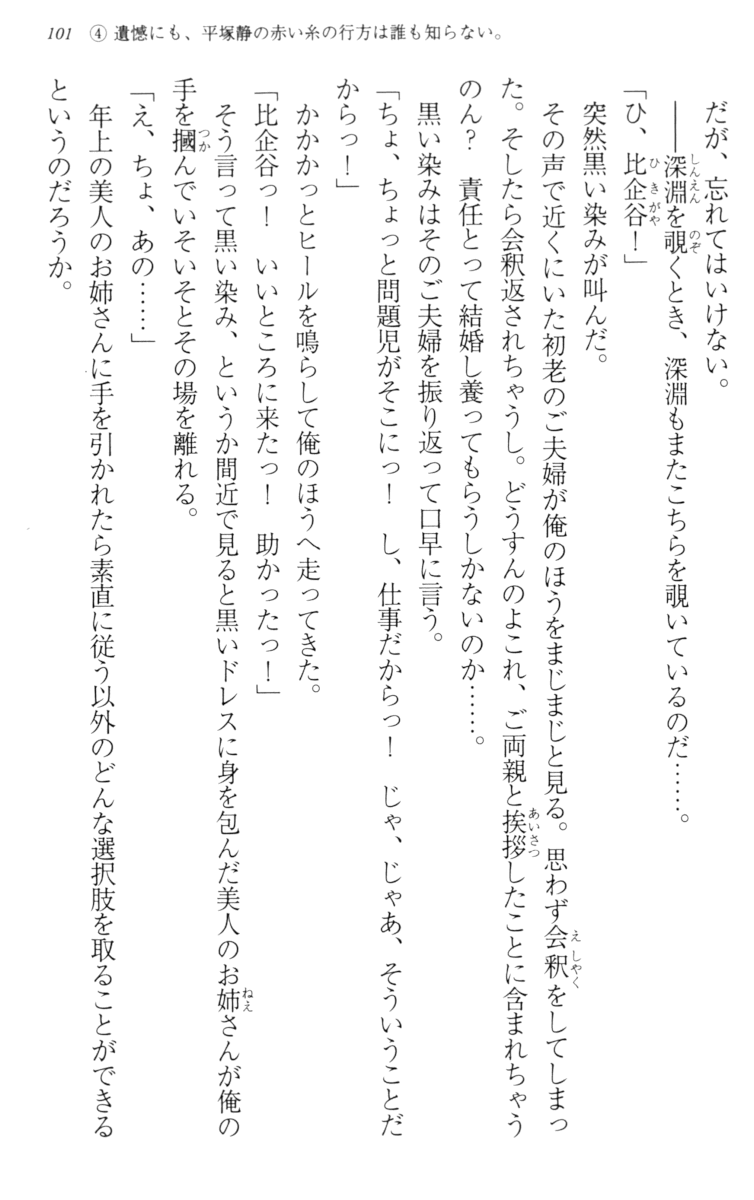 101 ④ 遺憾にも、平塚静の赤い糸の行方は誰も知らない。
だが、忘れてはいけない。
――深淵を覗くとき、深淵もまたこちらを覗いているのだ……。
「ひ、比企谷！」
突然黒い染みが叫んだ。
その声で近くにいた初老のご夫婦が俺のほうをまじまじと見る。思わず会釈をしてしまっ
た。そしたら会釈返されちゃうし。どうすんのよこれ、ご両親と挨拶したことに含まれちゃう
のん？　責任とって結婚し養ってもらうしかないのか……。
黒い染みはそのご夫婦を振り返って口早に言う。
「ちょ、ちょっと問題児がそこにっ！　し、仕事だからっ！　じゃ、じゃあ、そういうことだ
からっ！」
かかかっとヒールを鳴らして俺のほうへ走ってきた。
「比企谷っ！　いいところに来たっ！　助かったっ！」
そう言って黒い染み、というか間近で見ると黒いドレスに身を包んだ美人のお姉さんが俺の
手を摑んでいそいそとその場を離れる。
「え、ちょ、あの……」
年上の美人のお姉さんに手を引かれたら素直に従う以外のどんな選択肢を取ることができる
というのだろうか。